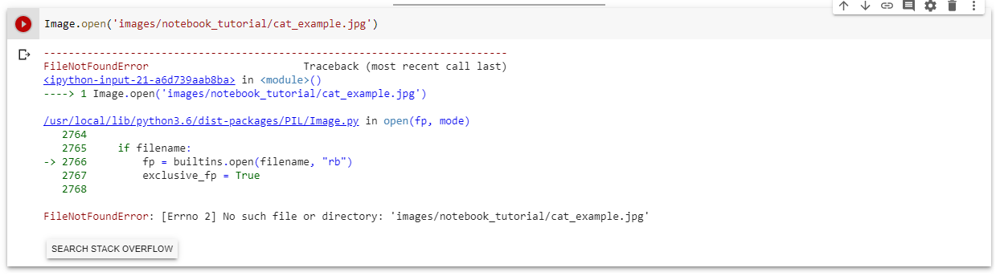 Image.open('images/notebook_tutorial/cat_example.jpg')
---------------------------------------------------------------------------
FileNotFoundError                         Traceback (most recent call last)
<ipython-input-21-a6d739aab8ba> in <module>()
----> 1 Image.open('images/notebook_tutorial/cat_example.jpg')
/usr/local/lib/python3.6/dist-packages/PIL/Image.py in open(fp, mode)
   2764
   2765     if filename:
-> 2766         fp = builtins.open(filename, "rb")
   2767         exclusive_fp = True
   2768
FileNotFoundError: [Errno 2] No such file or directory: 'images/notebook_tutorial/cat_example.jpg'
SEARCH STACK OVERFLOW